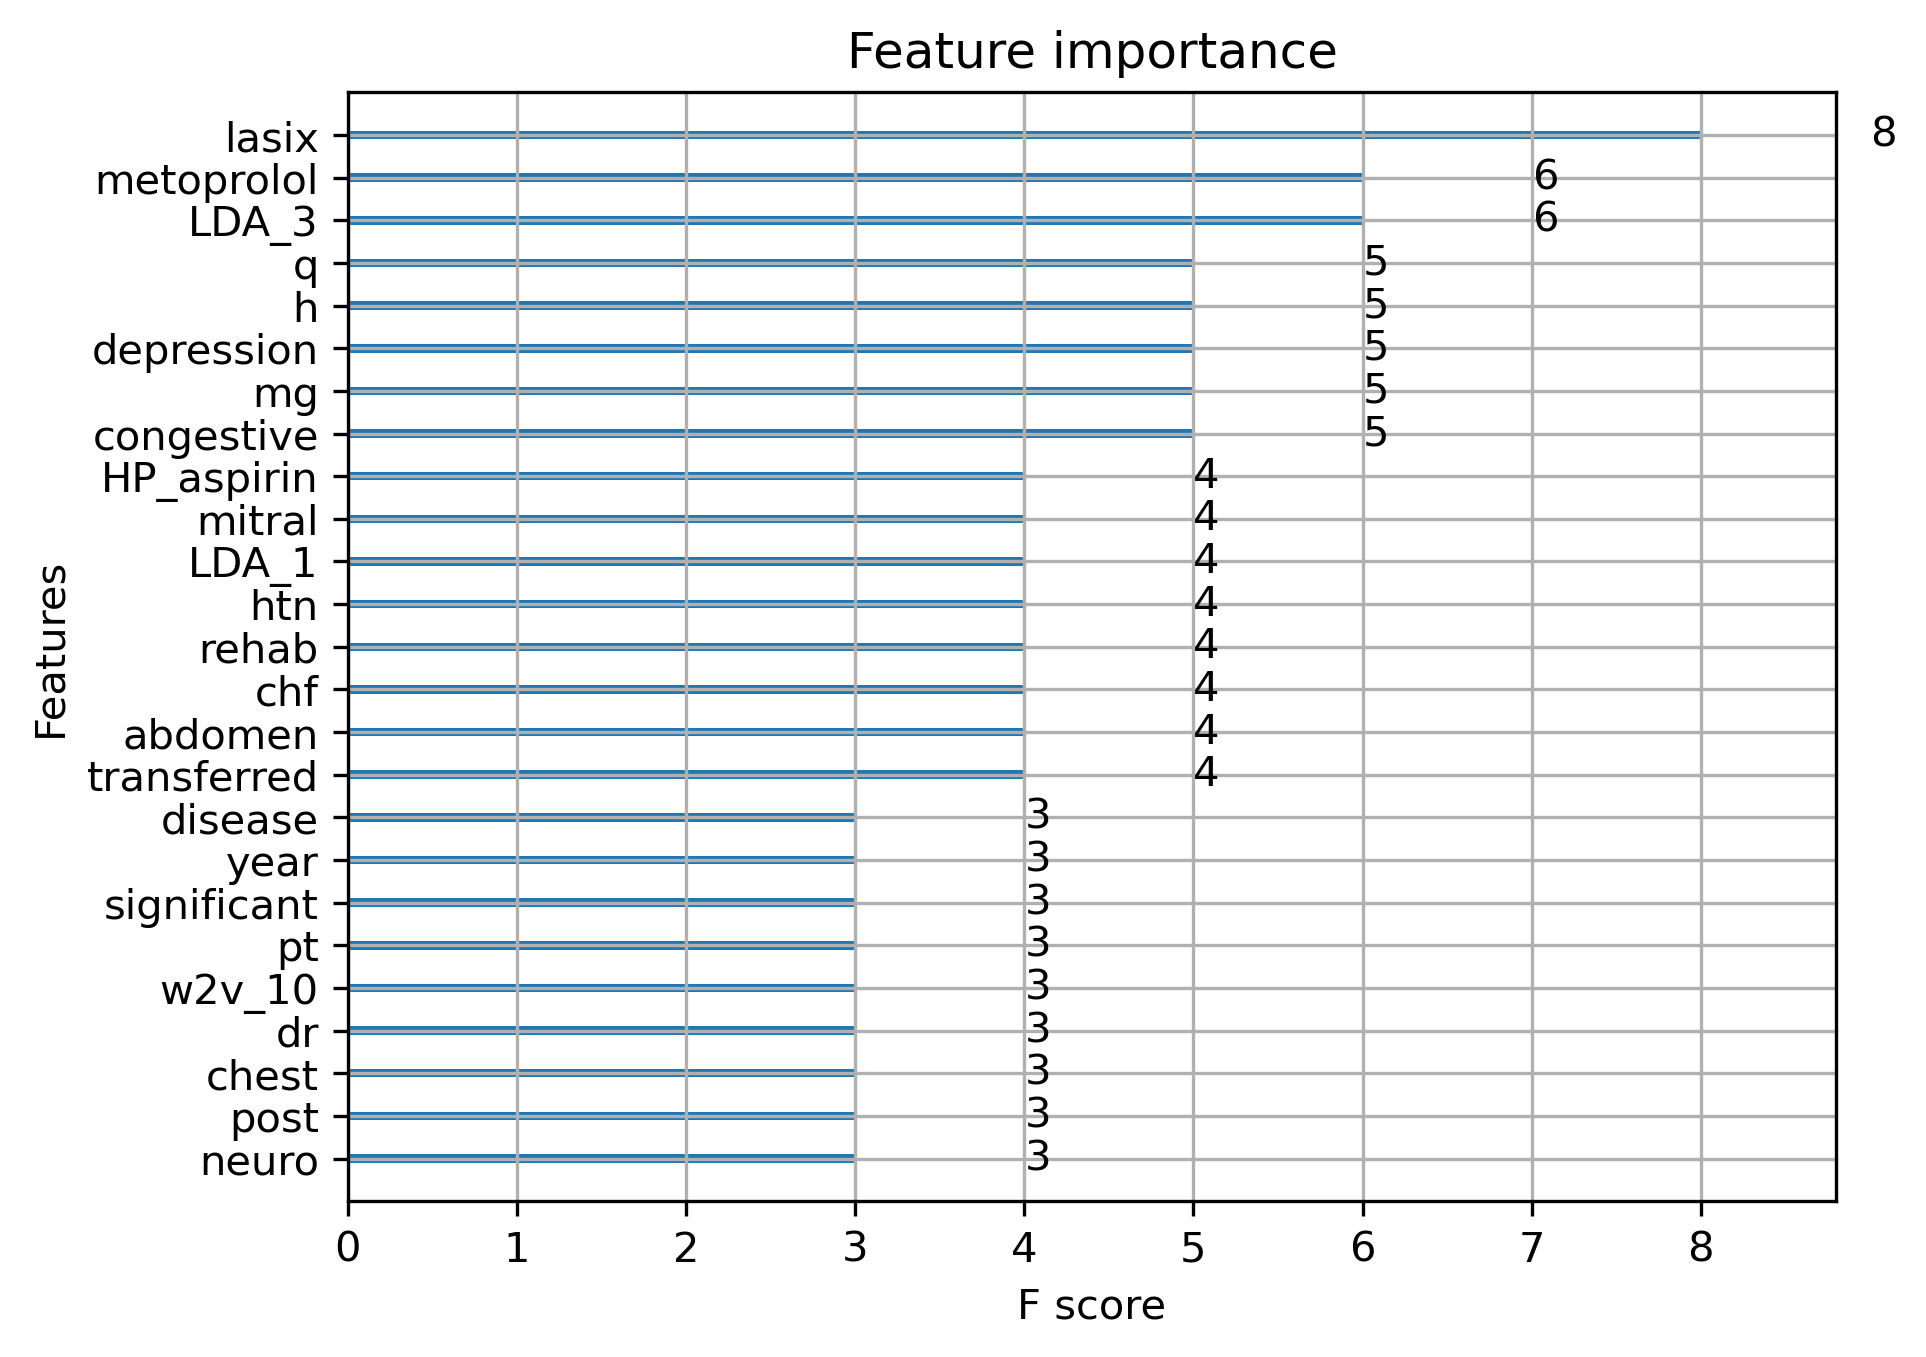 Feature importance
lasix 8
metoprolol 6
LDA_3 6
q 5
h 5
depression 5
mg 5
congestive 5
HP_aspirin 4
mitral 4
LDA_1 4
htn 4
rehab 4
chf 4
abdomen 4
transferred 4
disease 3
year 3
significant 3
pt 3
w2v_10 3
dr 3
chest 3
post 3
neuro 3
Features
0 1 2 3 4 5 6 7 8
F score